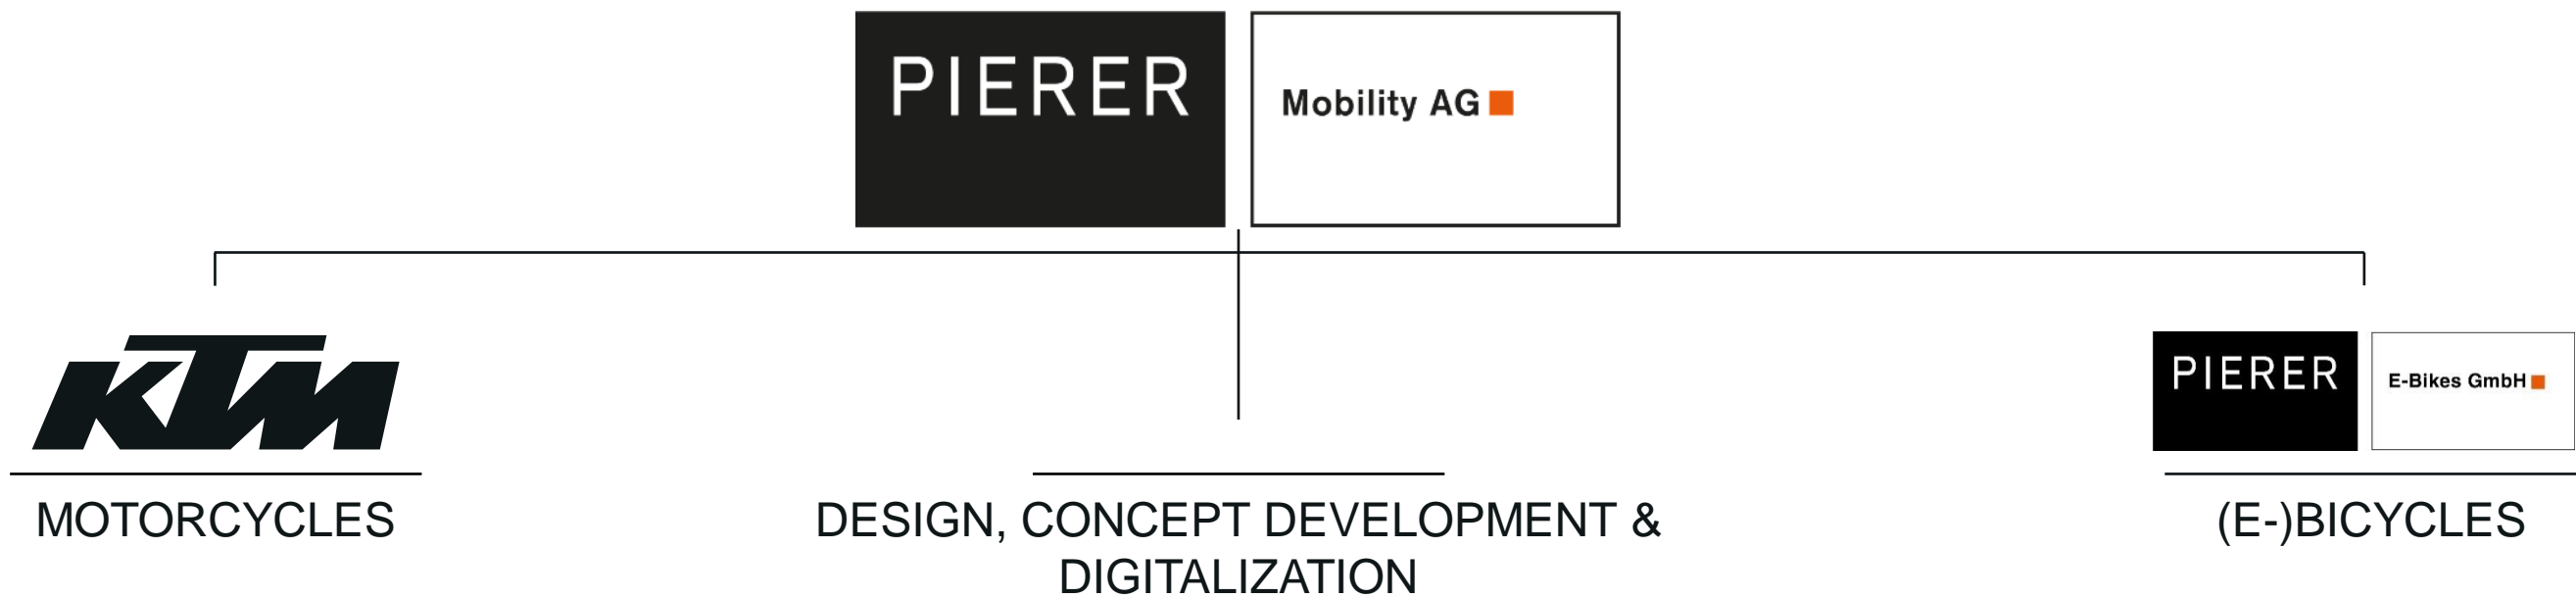 PIERER
Mobility AG
KTM
PIERER
E-Bikes GmbH
MOTORCYCLES
DESIGN, CONCEPT DEVELOPMENT &
DIGITALIZATION
(E-)BICYCLES